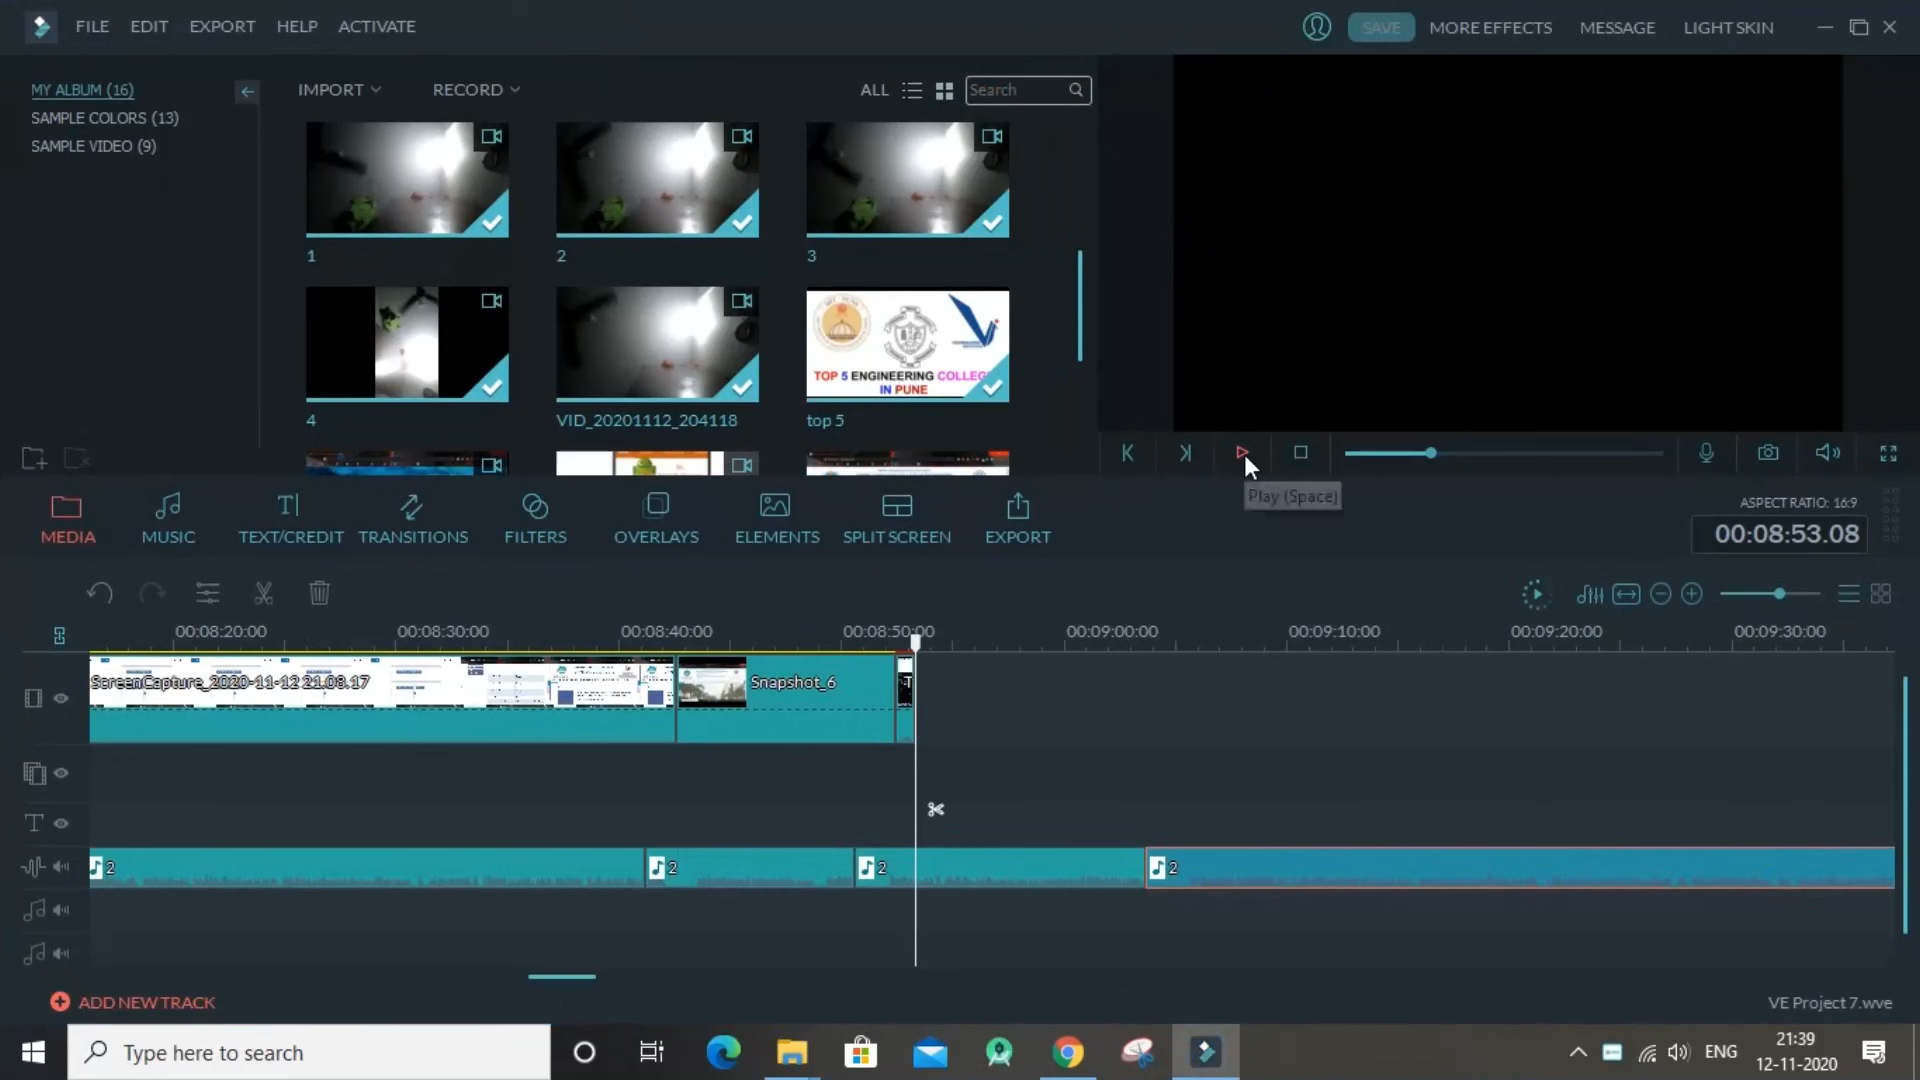 FILE EDIT EXPORT HELP ACTIVATE SAVE MORE EFFECTS MESSAGE LIGHT SKIN
MY ALBUM (16)
SAMPLE COLORS (13)
SAMPLE VIDEO (9)
IMPORT RECORD ALL Search
1 2 3
TOP 5 ENGINEERING COLLEG
IN PUNE
4 VID_20201112_204118 top 5
Play (Space)
MEDIA MUSIC TEXT/CREDIT TRANSITIONS FILTERS OVERLAYS ELEMENTS SPLIT SCREEN EXPORT
ASPECT RATIO: 16:9
00:08:53.08
00:08:20:00 00:08:30:00 00:08:40:00 00:08:50:00 00:09:00:00 00:09:10:00 00:09:20:00 00:09:30:00
ScreenCapture_2020-11-12 21.08.17 Snapshot_6 T
2 2 2 2
ADD NEW TRACK
VE Project 7.wve
Type here to search
ENG
21:39
12-11-2020